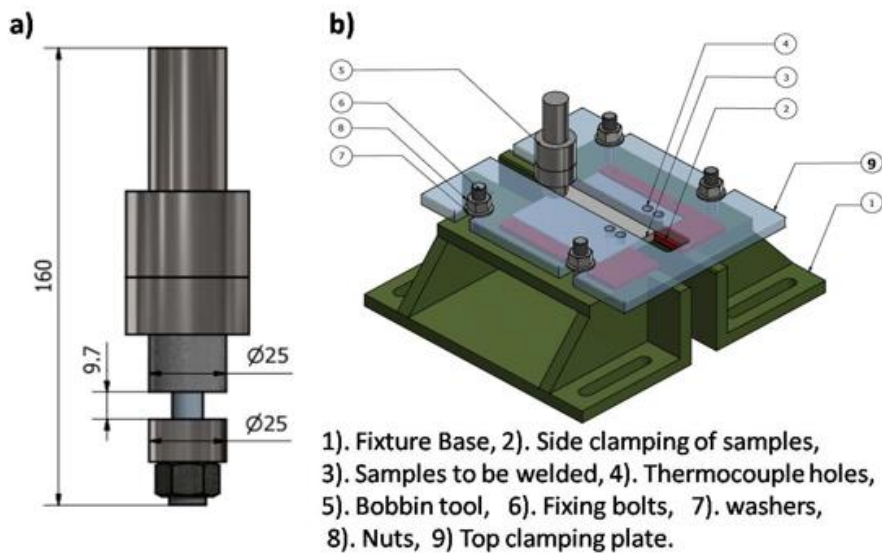 a)
160
9.7
Ø25
Ø25
b)
5
6
8
7
4
3
2
9
1
1). Fixture Base, 2). Side clamping of samples,
3). Samples to be welded, 4). Thermocouple holes,
5). Bobbin tool, 6). Fixing bolts, 7). washers,
8). Nuts, 9) Top clamping plate.